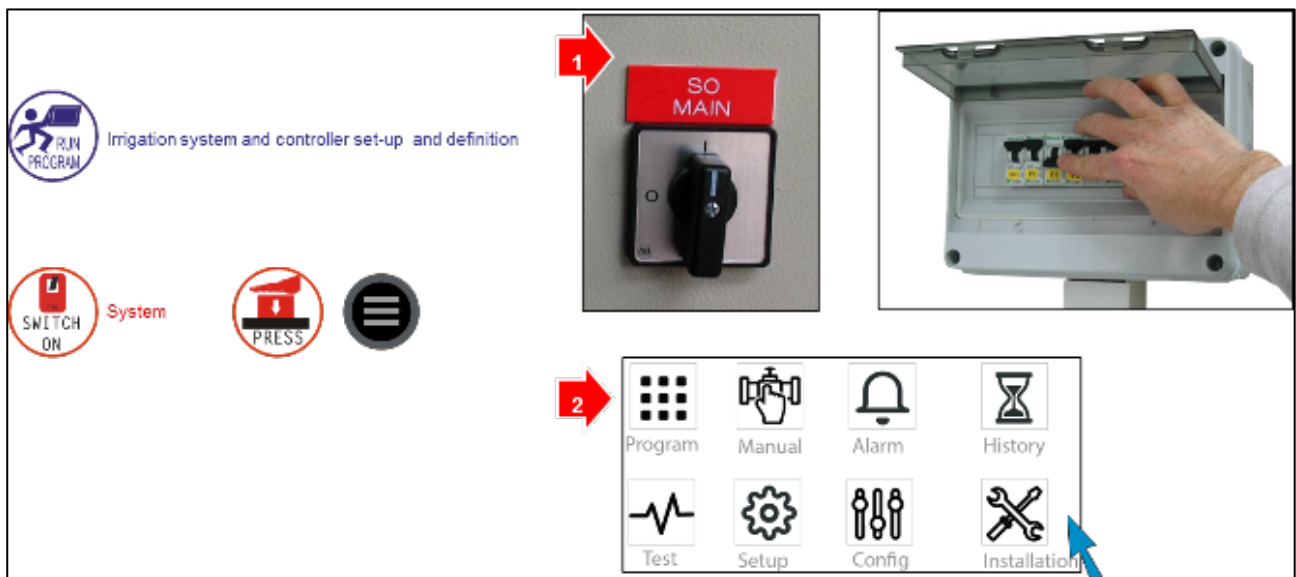 1
SO
MAIN
RUN
PROGRAM
Irrigation system and controller set-up and definition
O
I
SWITCH
ON
System
PRESS
2
Program
Manual
Alarm
History
Test
Setup
Config
Installation